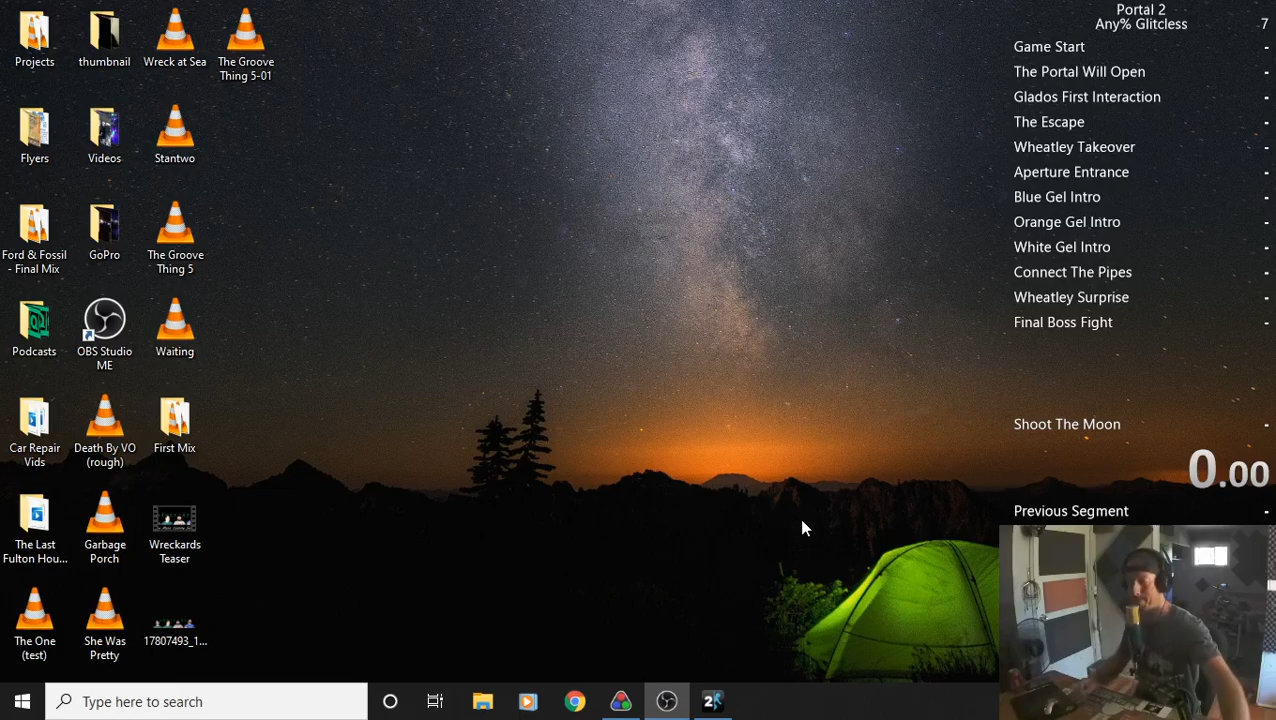 Projects
thumbnail
Wreck at Sea
The Groove
Thing 5-01
Flyers
Videos
Stantwo
Ford & Fossil
- Final Mix
GoPro
The Groove
Thing 5
Podcasts
OBS Studio
ME
Waiting
Car Repair
Vids
Death By VO
(rough)
First Mix
The Last
Fulton Hou...
Garbage
Porch
Wreckards
Teaser
The One
(test)
She Was
Pretty
17807493_1...
Portal 2
Any% Glitcless 7
Game Start -
The Portal Will Open -
Glados First Interaction -
The Escape -
Wheatley Takeover -
Aperture Entrance -
Blue Gel Intro -
Orange Gel Intro -
White Gel Intro -
Connect The Pipes -
Wheatley Surprise -
Final Boss Fight -
Shoot The Moon -
0.00
Previous Segment -
Type here to search
2